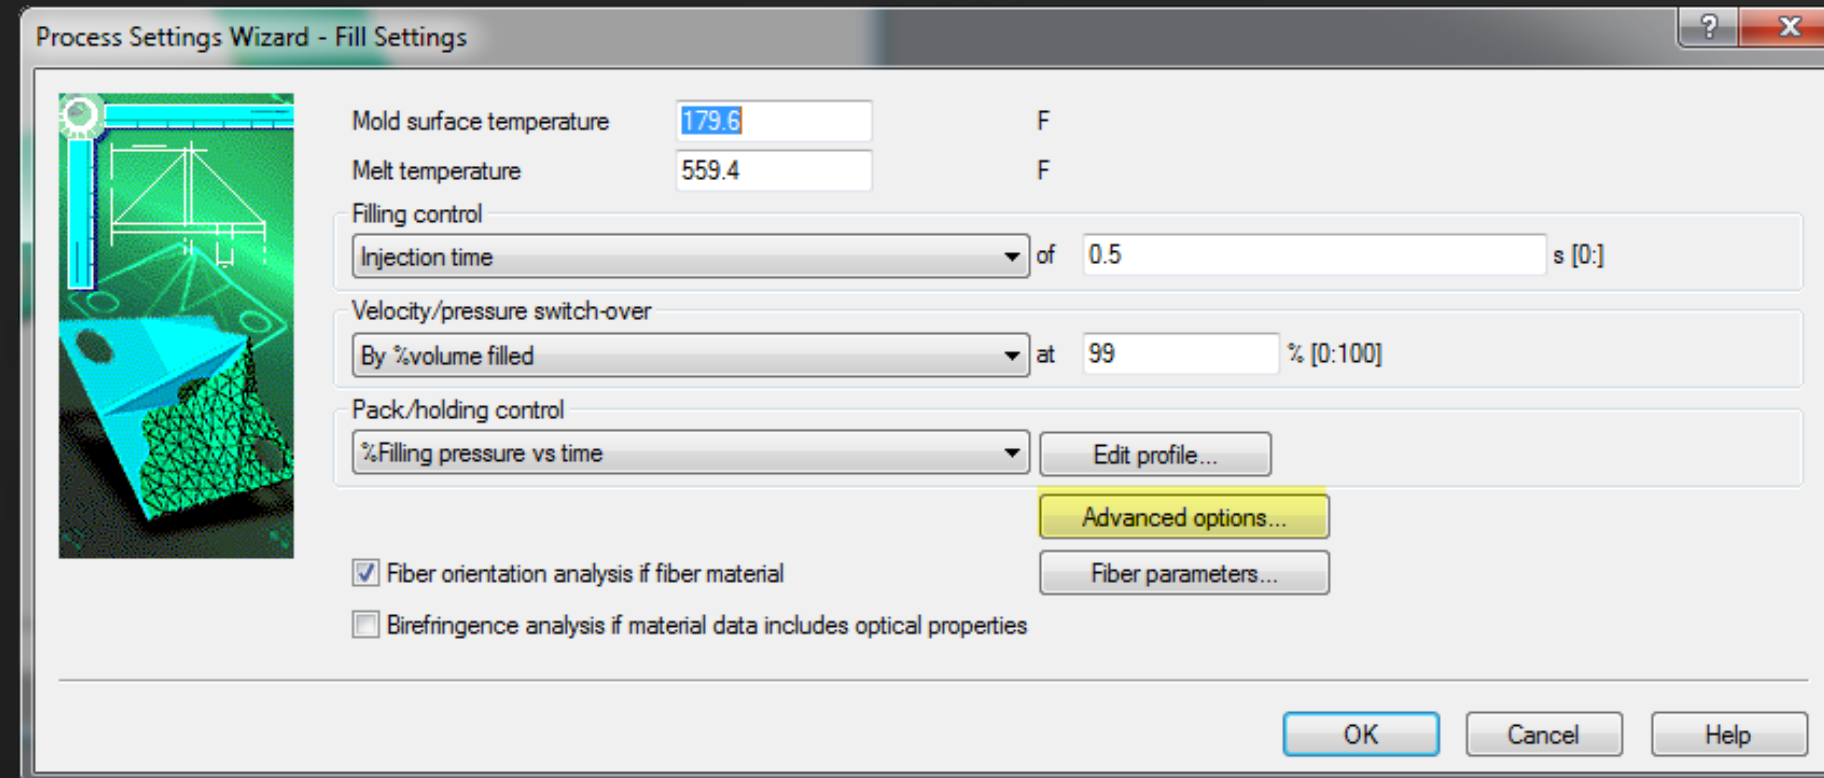 Process Settings Wizard - Fill Settings
?
Mold surface temperature 179.6 F
Melt temperature 559.4 F
Filling control
Injection time of 0.5 s [0:]
Velocity/pressure switch-over
By %volume filled at 99 % [0:100]
Pack/holding control
%Filling pressure vs time Edit profile...
Advanced options...
Fiber orientation analysis if fiber material Fiber parameters...
Birefringence analysis if material data includes optical properties
OK Cancel Help